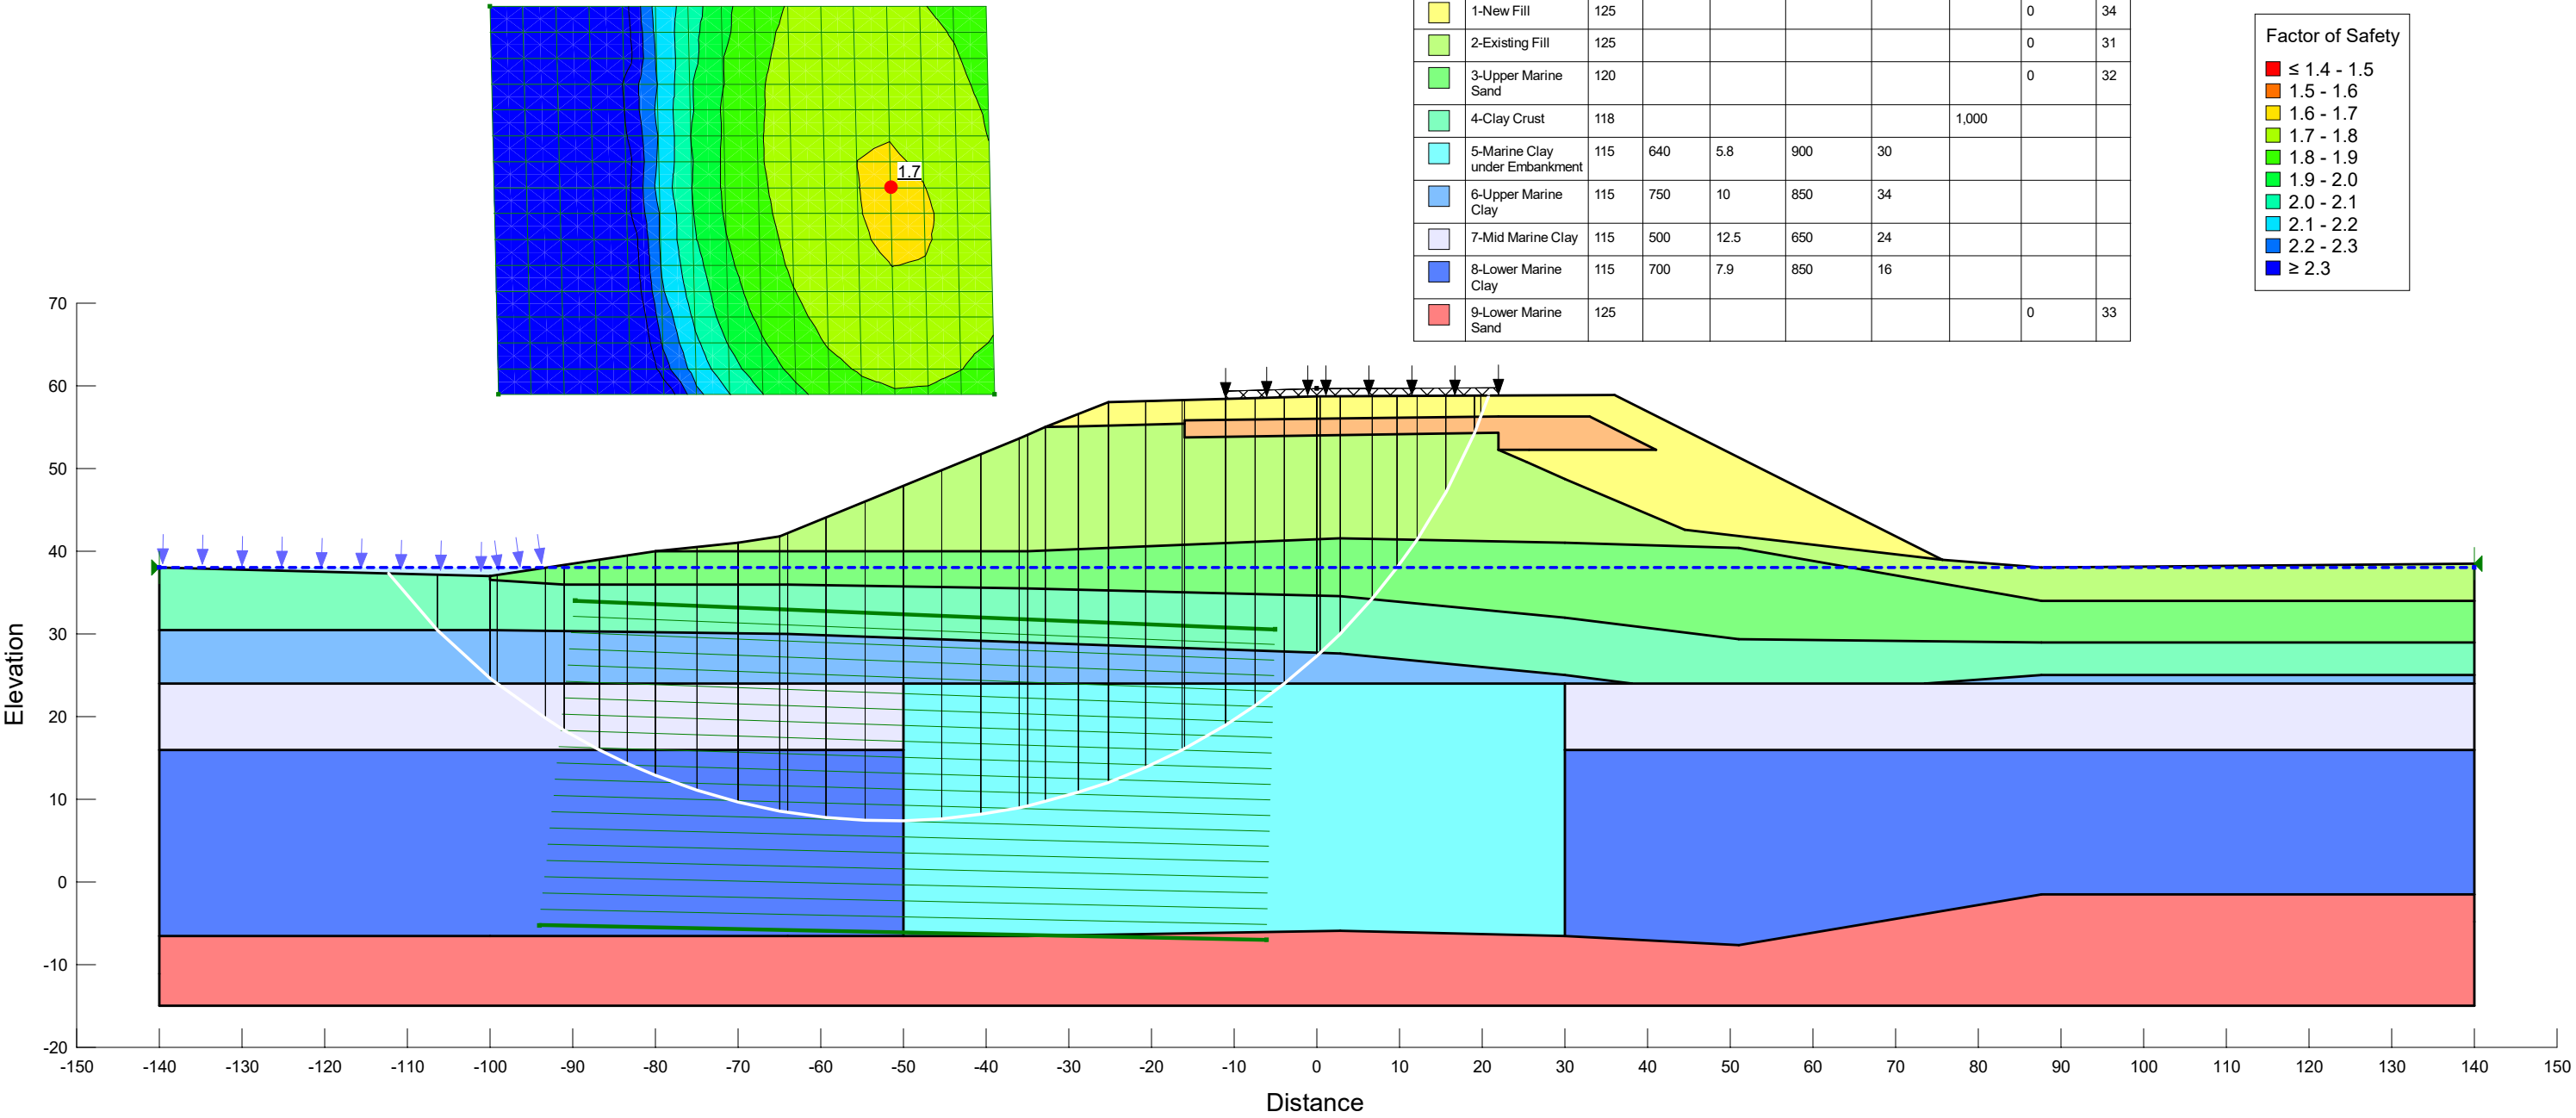 1-New Fill 125 0 34
2-Existing Fill 125 0 31
3-Upper Marine 120 0 32
Sand
4-Clay Crust 118 1,000
5-Marine Clay 115 640 5.8 900 30
under Embankment
6-Upper Marine 115 750 10 850 34
Clay
7-Mid Marine Clay 115 500 12.5 650 24
8-Lower Marine 115 700 7.9 850 16
Clay
9-Lower Marine 125 0 33
Sand
Factor of Safety
≤ 1.4 - 1.5
1.5 - 1.6
1.6 - 1.7
1.7 - 1.8
1.8 - 1.9
1.9 - 2.0
2.0 - 2.1
2.1 - 2.2
2.2 - 2.3
≥ 2.3
1.7
70
60
50
40
30
20
10
0
-10
-20
Elevation
-150 -140 -130 -120 -110 -100 -90 -80 -70 -60 -50 -40 -30 -20 -10 0 10 20 30 40 50 60 70 80 90 100 110 120 130 140 150
Distance